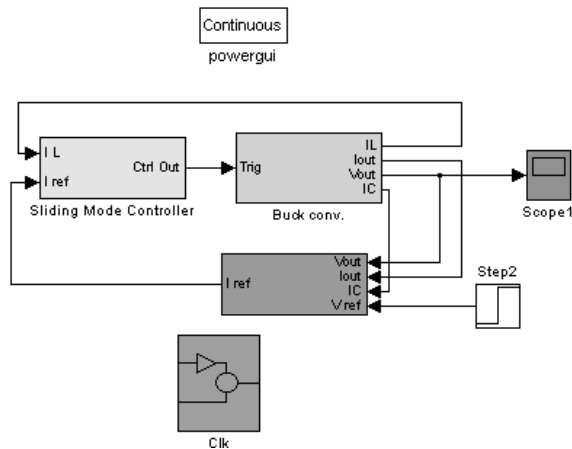 Continuous
powergui
I L
I ref
Ctrl Out
Sliding Mode Controller
Trig
IL
Iout
Vout
IC
Buck conv.
Scope1
I ref
Vout
Iout
IC
V ref
Step2
Clk